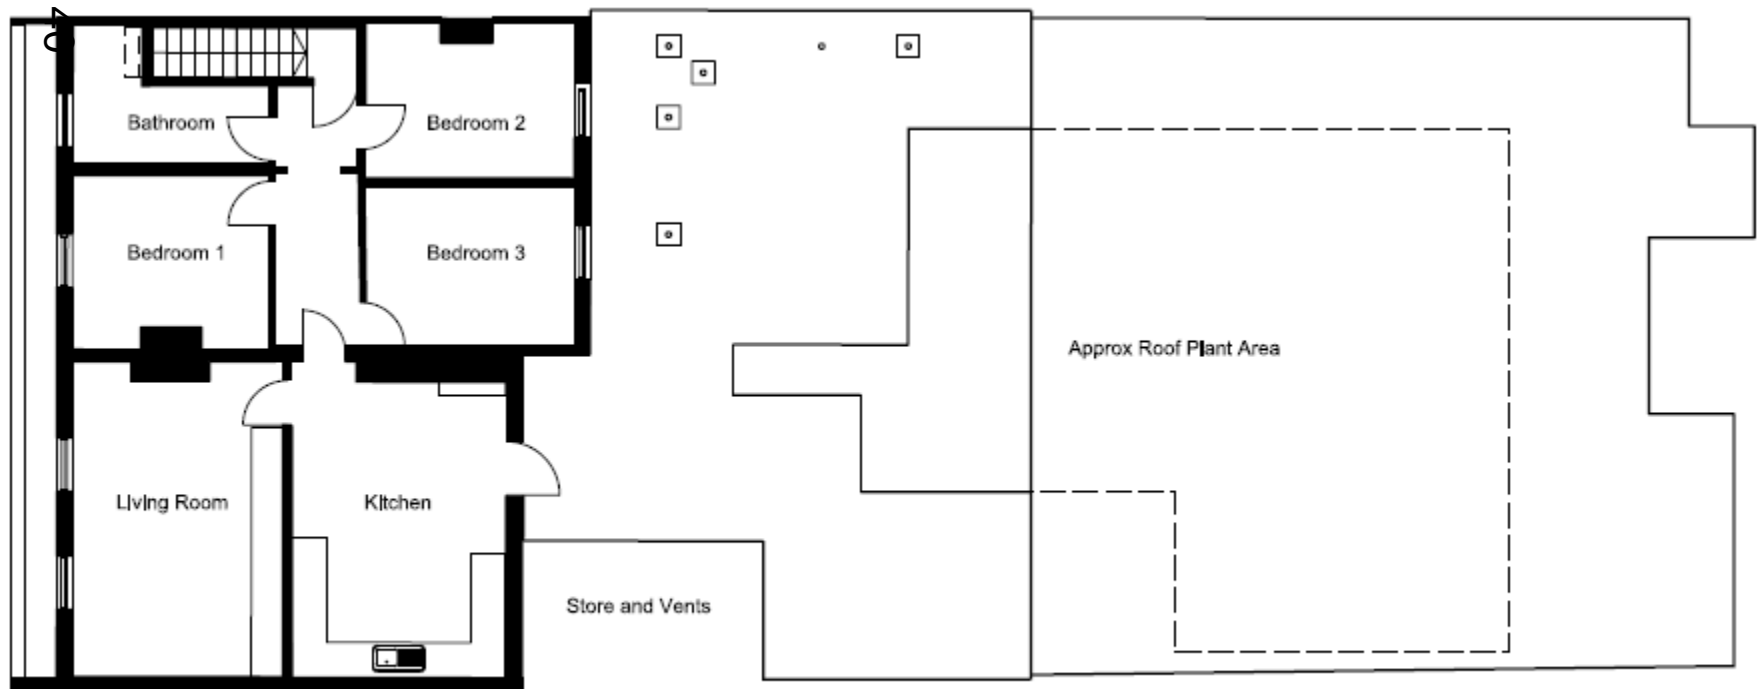 Bathroom
Bedroom 2
Bedroom 1
Bedroom 3
Approx Roof Plant Area
Living Room
Kitchen
Store and Vents